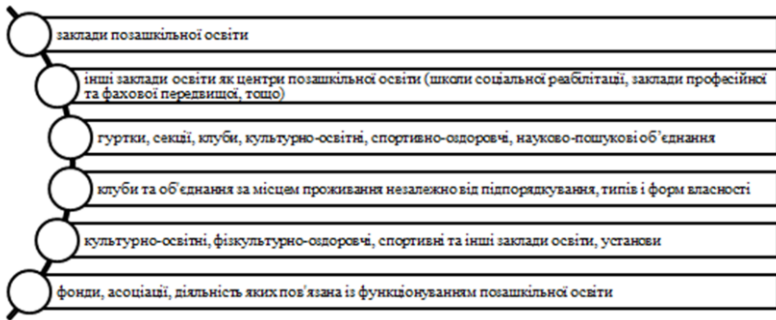 заклади позашкільної освіти
інші заклади освіти як центри позашкільної освіти (школи соціальної реабілітації, заклади професійної
та фахової передвищої, тощо)
гуртки, секції, клуби, культурно-освітні, спортивно-оздоровчі, науково-пошукові об'єднання
клуби та об'єднання за місцем проживання незалежно від підпорядкування, типів і форм власності
культурно-освітні, фізкультурно-оздоровчі, спортивні та інші заклади освіти, установи
фонди, асоціації, діяльність яких пов'язана із функціонуванням позашкільної освіти